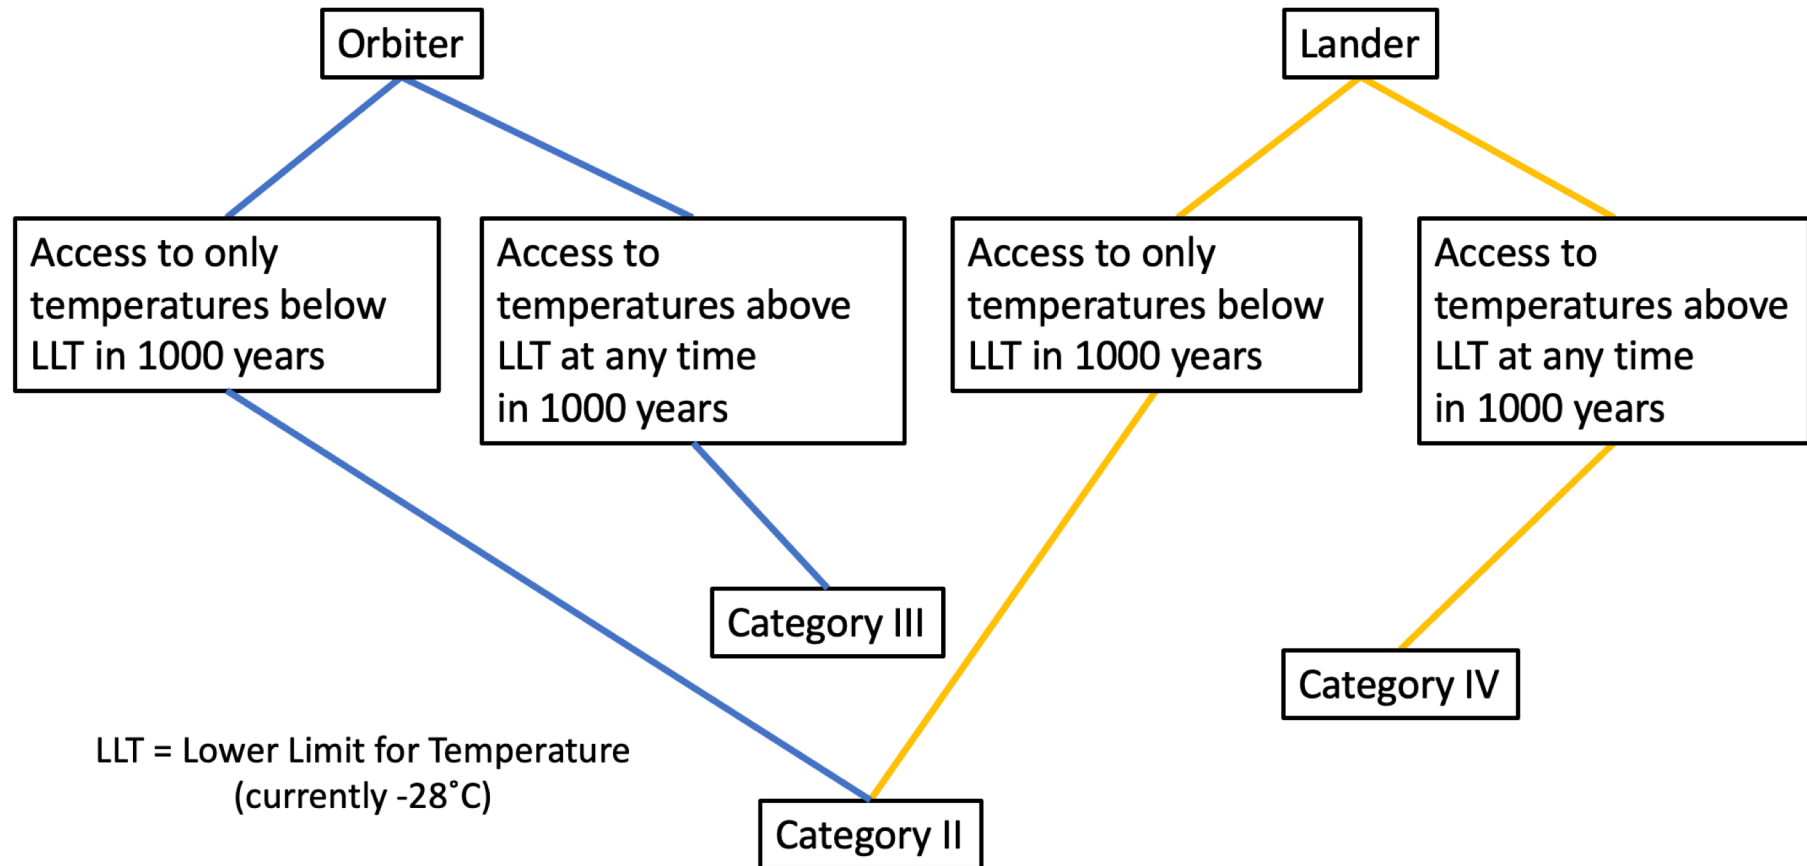 Orbiter
Lander
Access to only
temperatures below
LLT in 1000 years
Access to
temperatures above
LLT at any time
in 1000 years
Access to only
temperatures below
LLT in 1000 years
Access to
temperatures above
LLT at any time
in 1000 years
Category III
Category IV
LLT = Lower Limit for Temperature
(currently -28˚C)
Category II